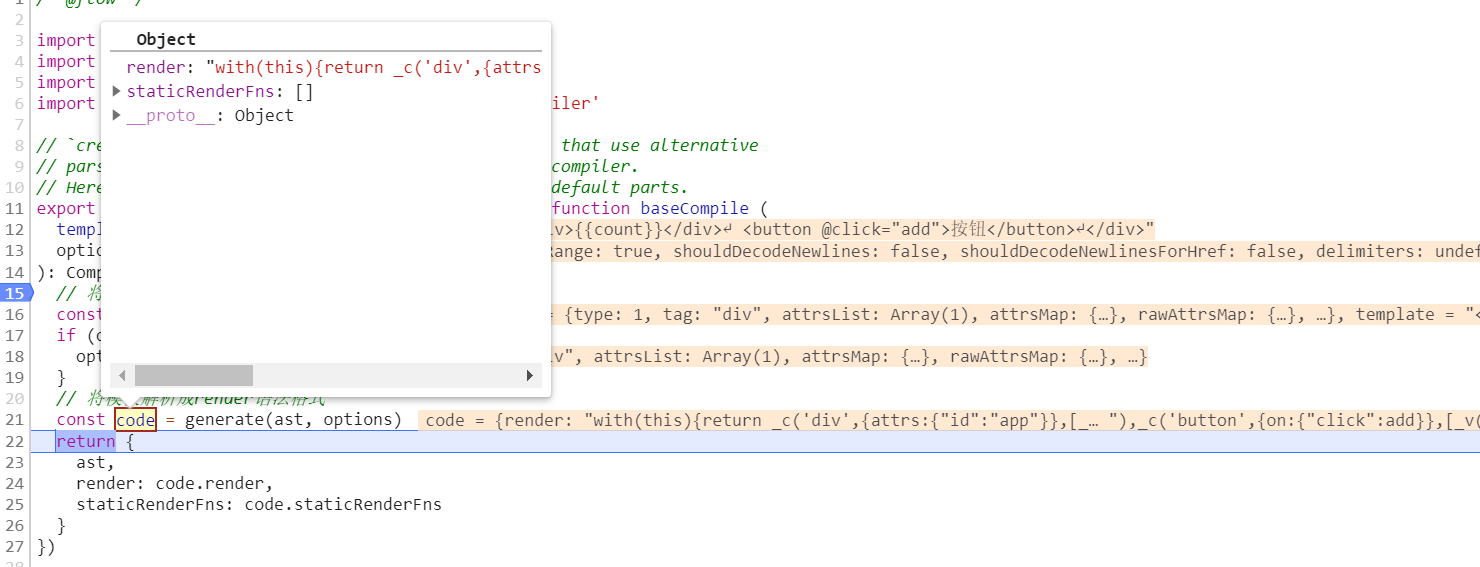 1 /* @flow */
2
3 import
4 import
5 import
6 import iler'
7
8 // `cre that use alternative
9 // pars compiler.
10 // Here default parts.
11 export function baseCompile (
12 templ v>{{count}}</div>↵ <button @click="add">按钮</button>↵</div>"
13 optio ange: true, shouldDecodeNewlines: false, shouldDecodeNewlinesForHref: false, delimiters: undef
14 ): Comp
15 // 将
16 const = {type: 1, tag: "div", attrsList: Array(1), attrsMap: {…}, rawAttrsMap: {…}, …}, template = "<
17 if (o
18 opt v", attrsList: Array(1), attrsMap: {…}, rawAttrsMap: {…}, …}
19 }
20 // 将模 解析成render语法格式
21 const code = generate(ast, options) code = {render: "with(this){return _c('div',{attrs:{"id":"app"}},[_… "),_c('button',{on:{"click":add}},[_v(
22 return {
23 ast,
24 render: code.render,
25 staticRenderFns: code.staticRenderFns
26 }
27 })
28
Object
render: "with(this){return _c('div',{attrs
staticRenderFns: []
__proto__: Object